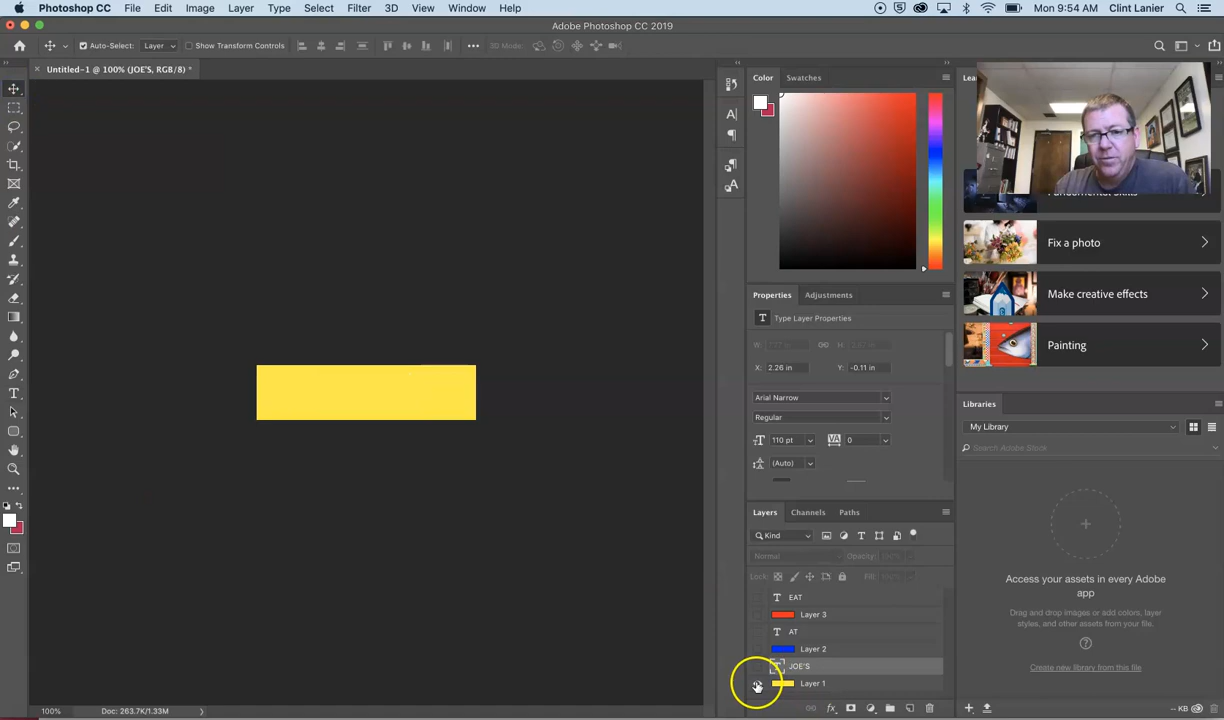 Photoshop CC File Edit Image Layer Type Select Filter 3D View Window Help Mon 9:54 AM Clint Lanier
Adobe Photoshop CC 2019
Auto-Select: Layer Show Transform Controls 3D Mode:
Untitled-1 @ 100% (JOE'S, RGB/8) *
Color Swatches
Fix a photo
Make creative effects
Painting
Properties Adjustments
Type Layer Properties
W: H:
X: 2.26 in Y: -0.11 in
Arial Narrow
Regular
110 pt 0
(Auto)
Libraries
My Library
Search Adobe Stock
Layers Channels Paths
Kind
Normal Opacity: 100%
Lock: Fill: 100%
EAT
Layer 3
AT
Layer 2
JOE'S
Layer 1
Access your assets in every Adobe
app
Drag and drop images or add colors, layer
styles, and other assets from your files.
Create new library from this file
-- KB
100% Doc: 263.7K/1.33M